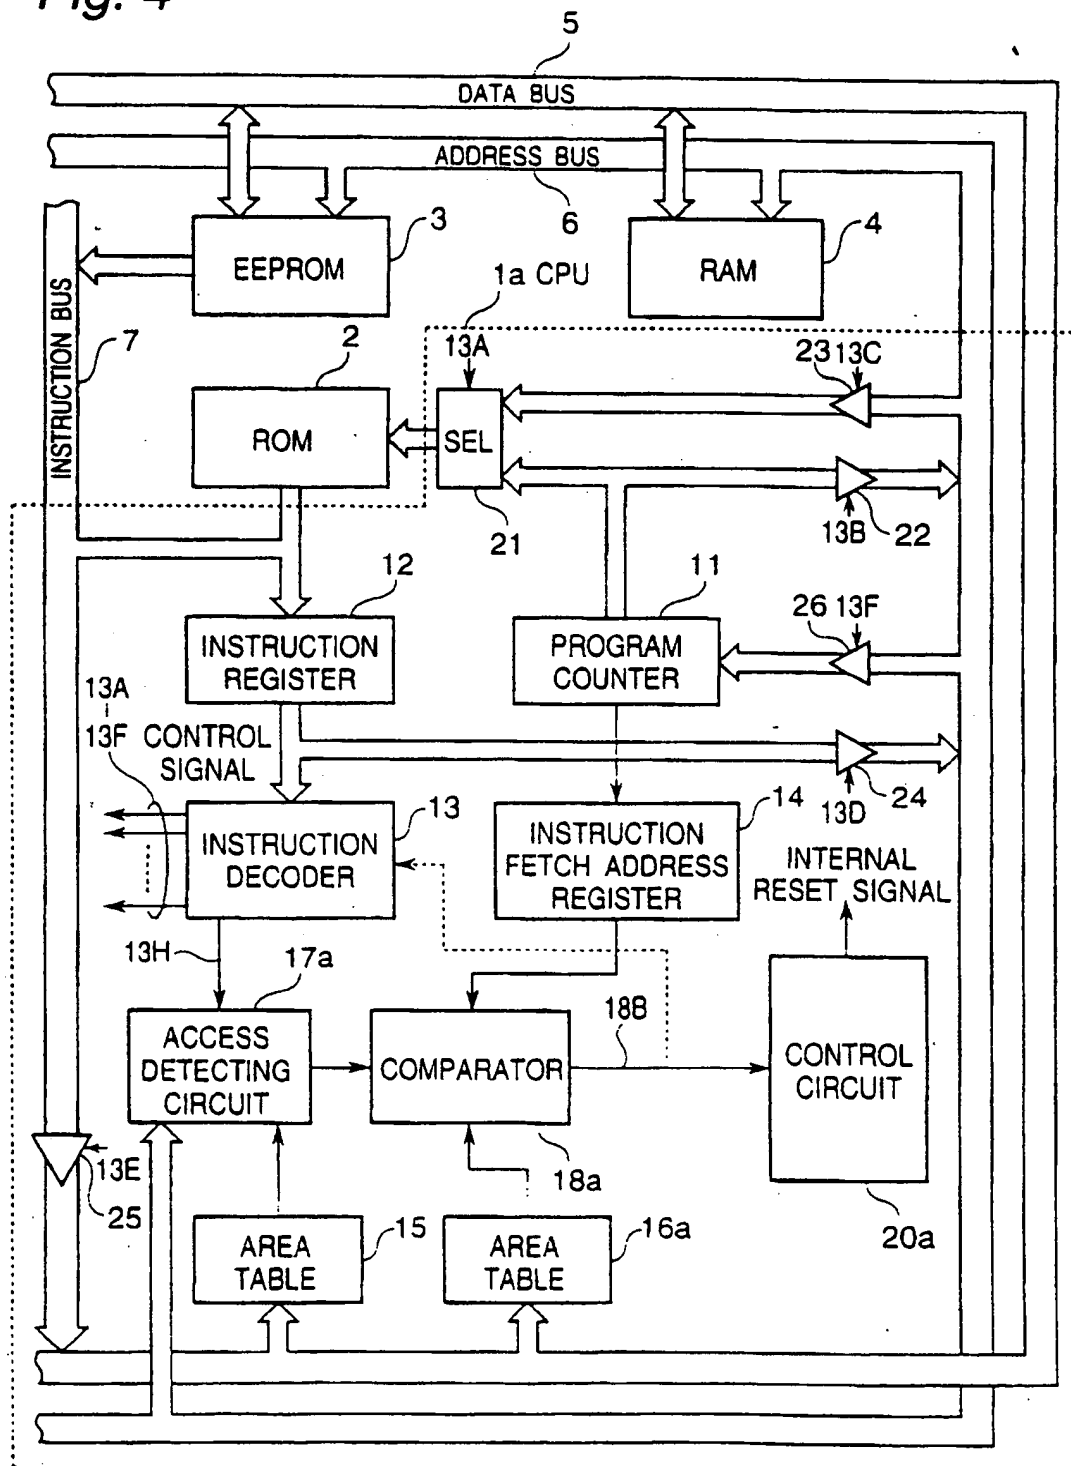 Fig. 4
5
DATA BUS
ADDRESS BUS
6
3
EEPROM
4
RAM
1a CPU
INSTRUCTION BUS
7
2
ROM
13A
SEL
21
23 13C
13B 22
12
INSTRUCTION
REGISTER
11
PROGRAM
COUNTER
26 13F
13A
13F CONTROL
SIGNAL
13D 24
13
INSTRUCTION
DECODER
14
INSTRUCTION
FETCH ADDRESS
REGISTER
INTERNAL
RESET SIGNAL
13H
17a
ACCESS
DETECTING
CIRCUIT
COMPARATOR
18a
18B
CONTROL
CIRCUIT
20a
13E
25
AREA
TABLE
15
AREA
TABLE
16a